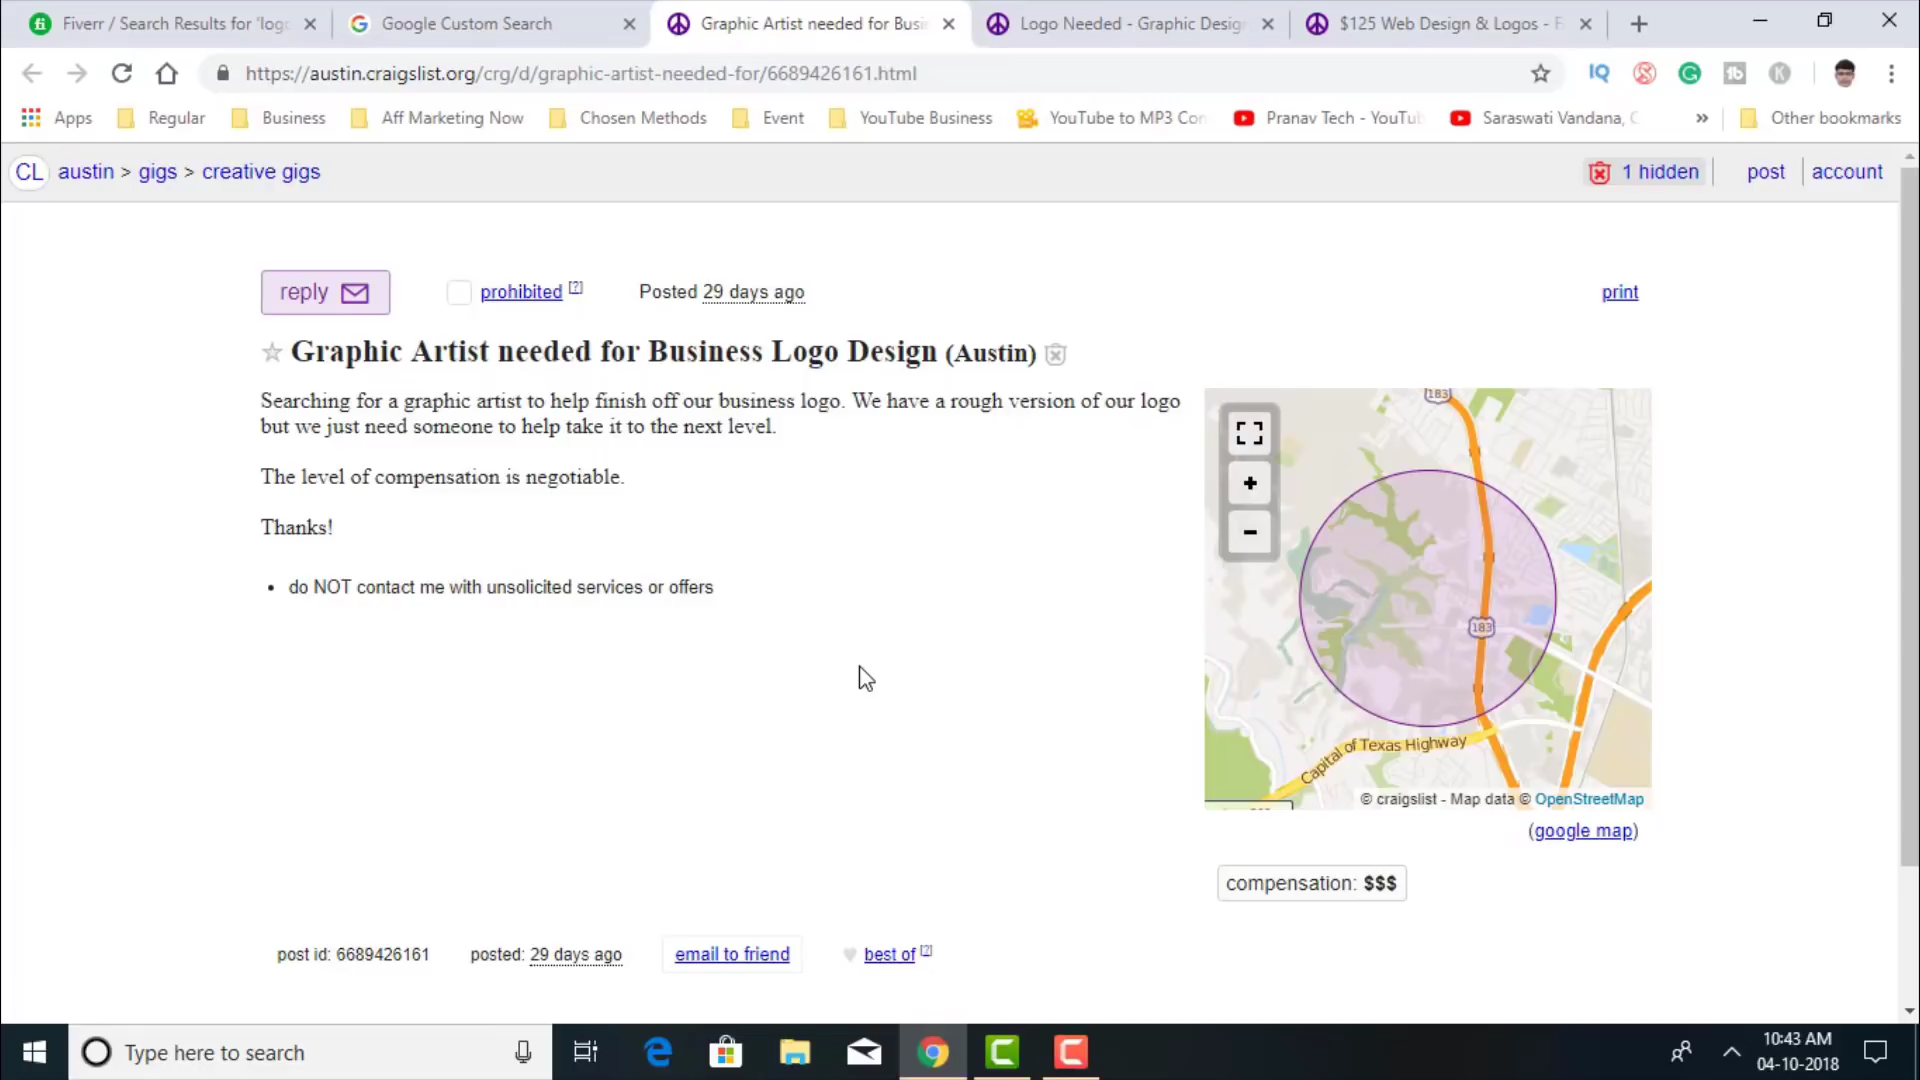 Fiverr / Search Results for 'logo
Google Custom Search
Graphic Artist needed for Busi
Logo Needed - Graphic Design
$125 Web Design & Logos - F
https://austin.craigslist.org/crg/d/graphic-artist-needed-for/6689426161.html
IQ
Apps
Regular
Business
Aff Marketing Now
Chosen Methods
Event
YouTube Business
YouTube to MP3 Con
Pranav Tech - YouTu
Saraswati Vandana, C
»
Other bookmarks
CL austin > gigs > creative gigs
1 hidden
post
account
reply
prohibited [?]
Posted 29 days ago
print
Graphic Artist needed for Business Logo Design (Austin)
Searching for a graphic artist to help finish off our business logo. We have a rough version of our logo
but we just need someone to help take it to the next level.
The level of compensation is negotiable.
Thanks!
• do NOT contact me with unsolicited services or offers
183
+
-
183
Capital of Texas Highway
© craigslist - Map data © OpenStreetMap
(google map)
compensation: $$$
post id: 6689426161
posted: 29 days ago
email to friend
best of [?]
Type here to search
10:43 AM
04-10-2018